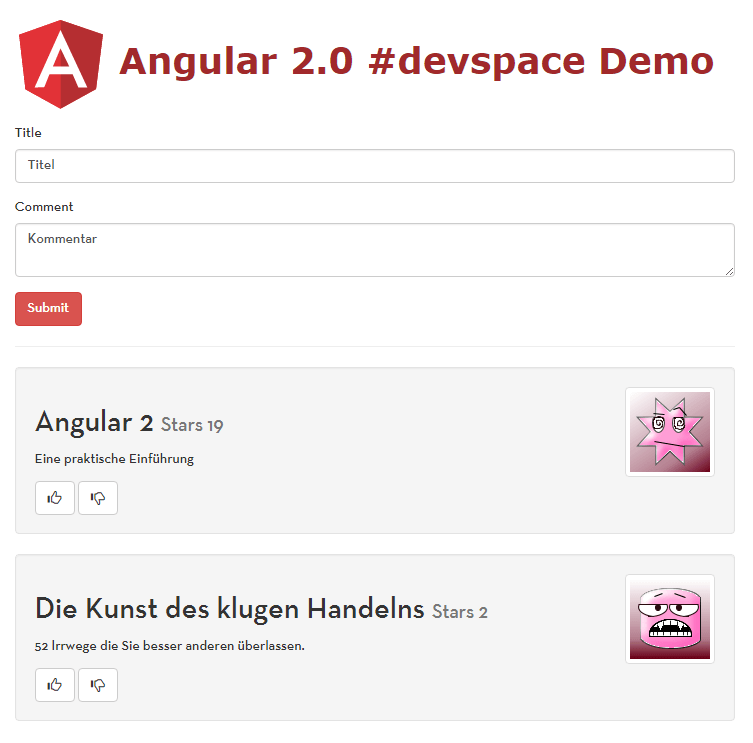 A
Angular 2.0 #devspace Demo
Title
Titel
Comment
Kommentar
Submit
Angular 2 Stars 19
Eine praktische Einführung
Die Kunst des klugen Handelns Stars 2
52 Irrwege die Sie besser anderen überlassen.